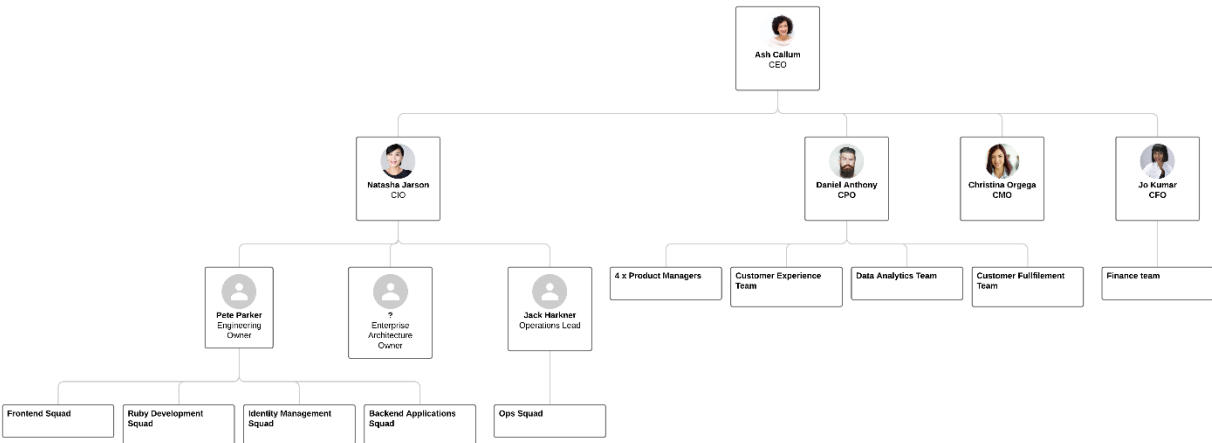 Ash Callum
CEO
Natasha Jarson
CIO
Daniel Anthony
CPO
Christina Orgega
CMO
Jo Kumar
CFO
Pete Parker
Engineering
Owner
?
Enterprise
Architecture
Owner
Jack Harkner
Operations Lead
4 x Product Managers
Customer Experience
Team
Data Analytics Team
Customer Fullfilement
Team
Finance team
Frontend Squad
Ruby Development
Squad
Identity Management
Squad
Backend Applications
Squad
Ops Squad